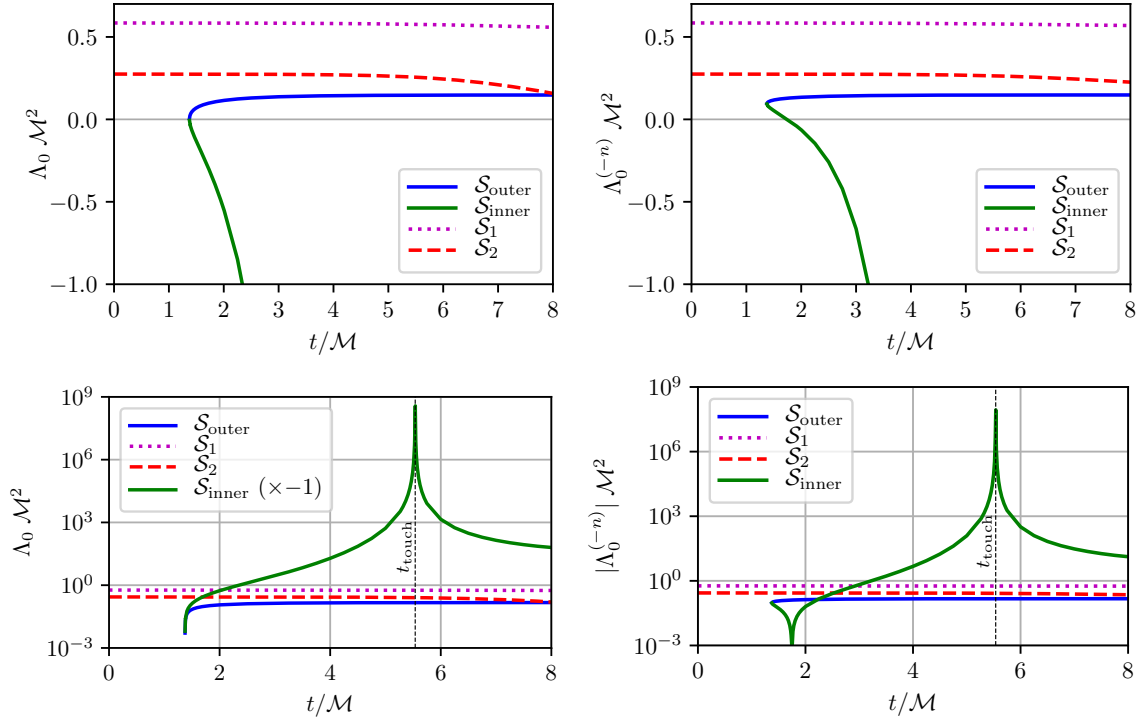 0.5
0.0
−0.5
−1.0
Λ₀ ℳ²
𝒮outer
𝒮inner
𝒮₁
𝒮₂
0 1 2 3 4 5 6 7 8
t/ℳ
0.5
0.0
−0.5
−1.0
Λ₀⁽⁻ⁿ⁾ ℳ²
𝒮outer
𝒮inner
𝒮₁
𝒮₂
0 1 2 3 4 5 6 7 8
t/ℳ
10⁹
10⁶
10³
10⁰
10⁻³
Λ₀ ℳ²
𝒮outer
𝒮₁
𝒮₂
𝒮inner (×−1)
t_touch
0 2 4 6 8
t/ℳ
10⁹
10⁶
10³
10⁰
10⁻³
|Λ₀⁽⁻ⁿ⁾| ℳ²
𝒮outer
𝒮₁
𝒮₂
𝒮inner
t_touch
0 2 4 6 8
t/ℳ